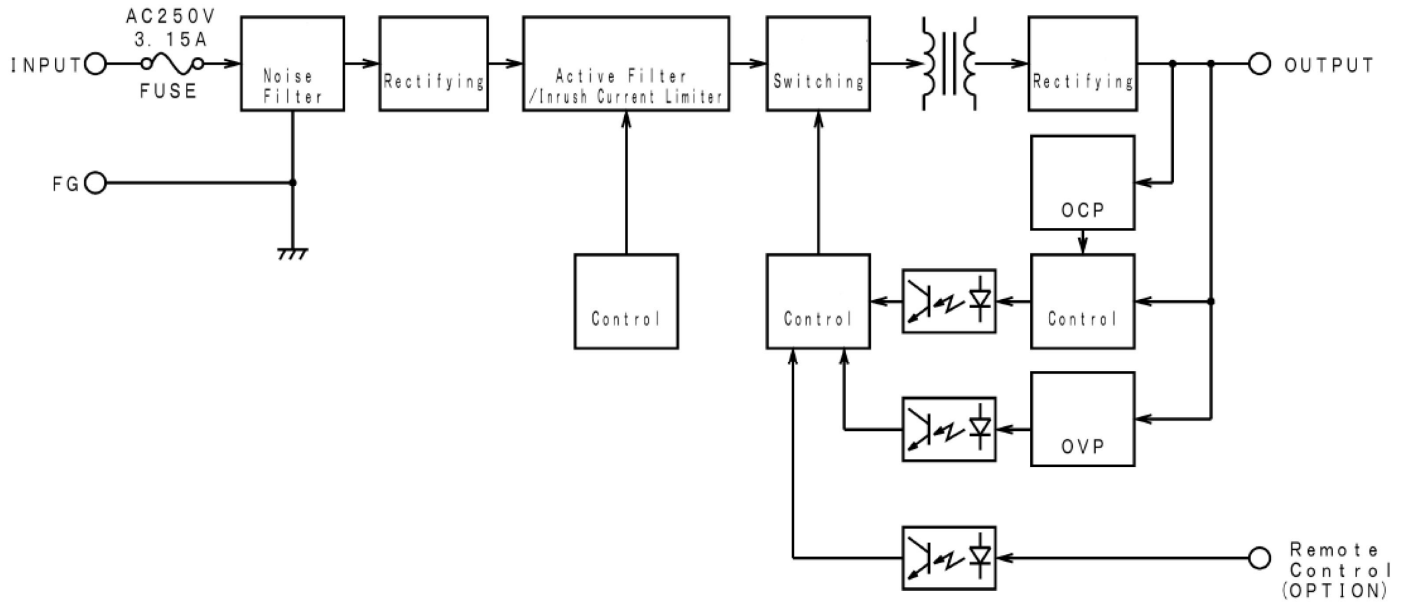 AC250V
3. 15A
FUSE
INPUT
Noise
Filter
Rectifying
Active Filter
/Inrush Current Limiter
Switching
Rectifying
OUTPUT
FG
OCP
Control
Control
Control
OVP
Remote
Control
(OPTION)